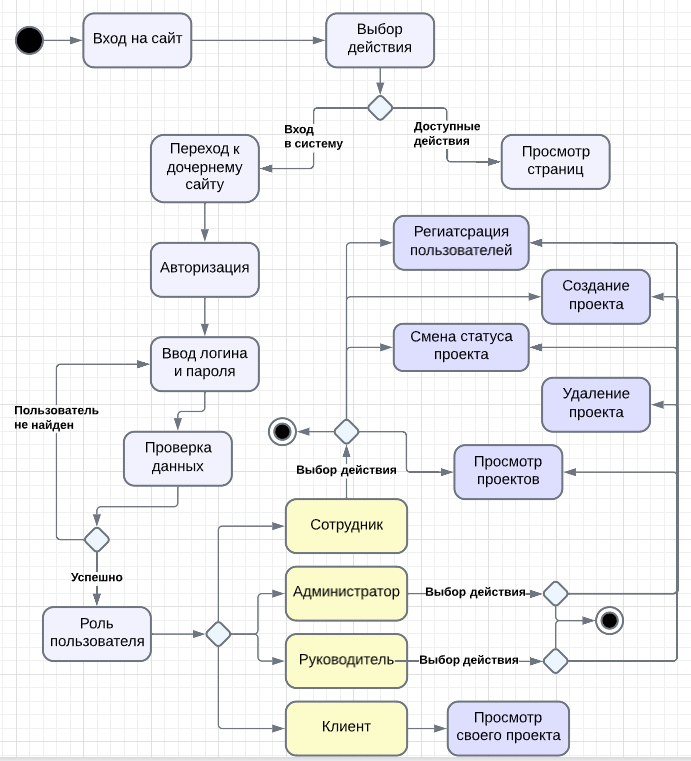 Вход на сайт
Выбор
действия
Вход
в систему
Доступные
действия
Переход к
дочернему
сайту
Просмотр
страниц
Региатсрация
пользователей
Авторизация
Создание
проекта
Смена статуса
проекта
Ввод логина
и пароля
Удаление
проекта
Пользователь
не найден
Проверка
данных
Просмотр
проектов
Выбор действия
Сотрудник
Успешно
Администратор
Выбор действия
Роль
пользователя
Руководитель
Выбор действия
Клиент
Просмотр
своего проекта